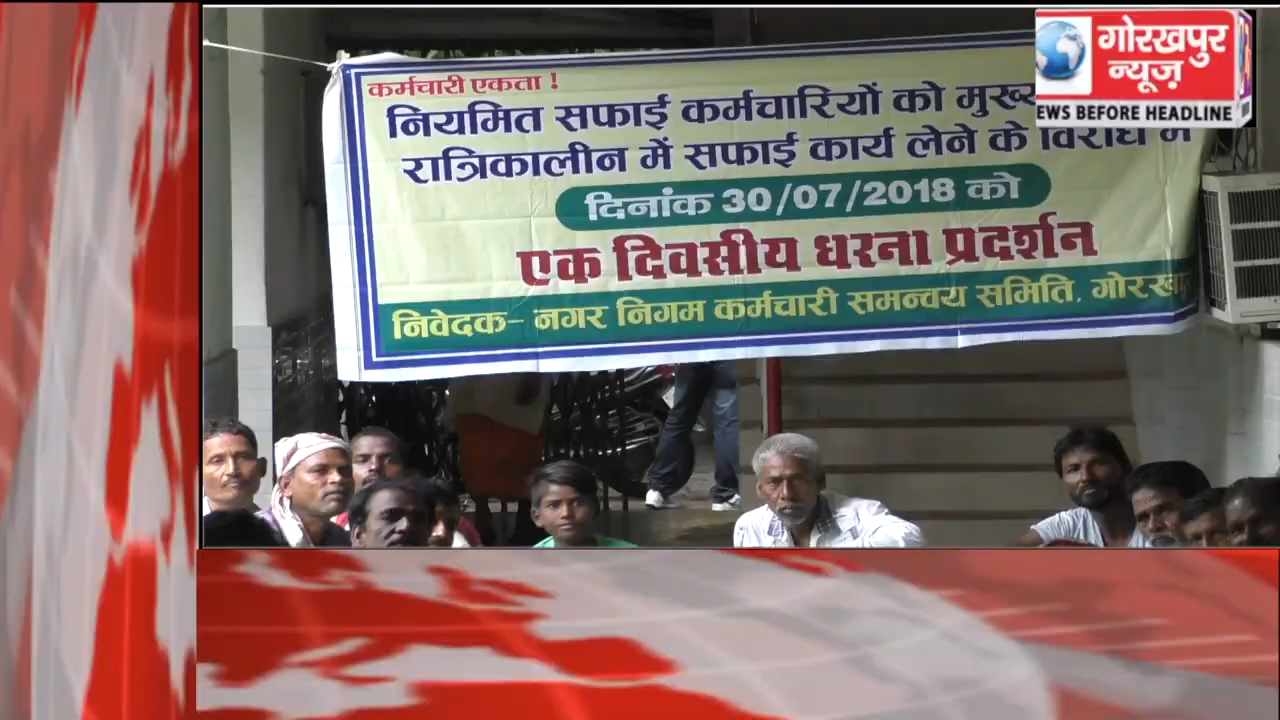 कर्मचारी एकता !
नियमित सफाई कर्मचारियों को
रात्रिकालीन में सफाई कार्य लेने के विरोध में
दिनांक 30/07/2018 को
एक दिवसीय धरना प्रदर्शन
निवेदक- नगर निगम कर्मचारी समन्वय समिति,
गोरखपुर
न्यूज़
EWS BEFORE HEADLINE